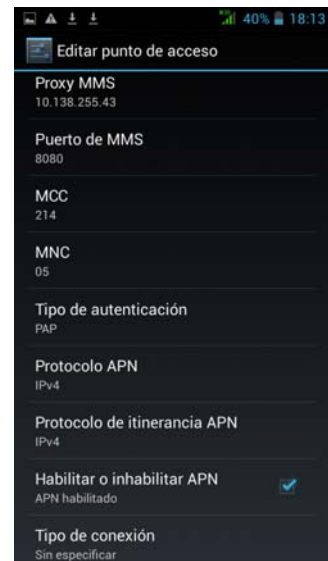 40% 18:13
Editar punto de acceso
Proxy MMS
10.138.255.43
Puerto de MMS
8080
MCC
214
MNC
05
Tipo de autenticación
PAP
Protocolo APN
IPv4
Protocolo de itinerancia APN
IPv4
Habilitar o inhabilitar APN
APN habilitado
Tipo de conexión
Sin especificar